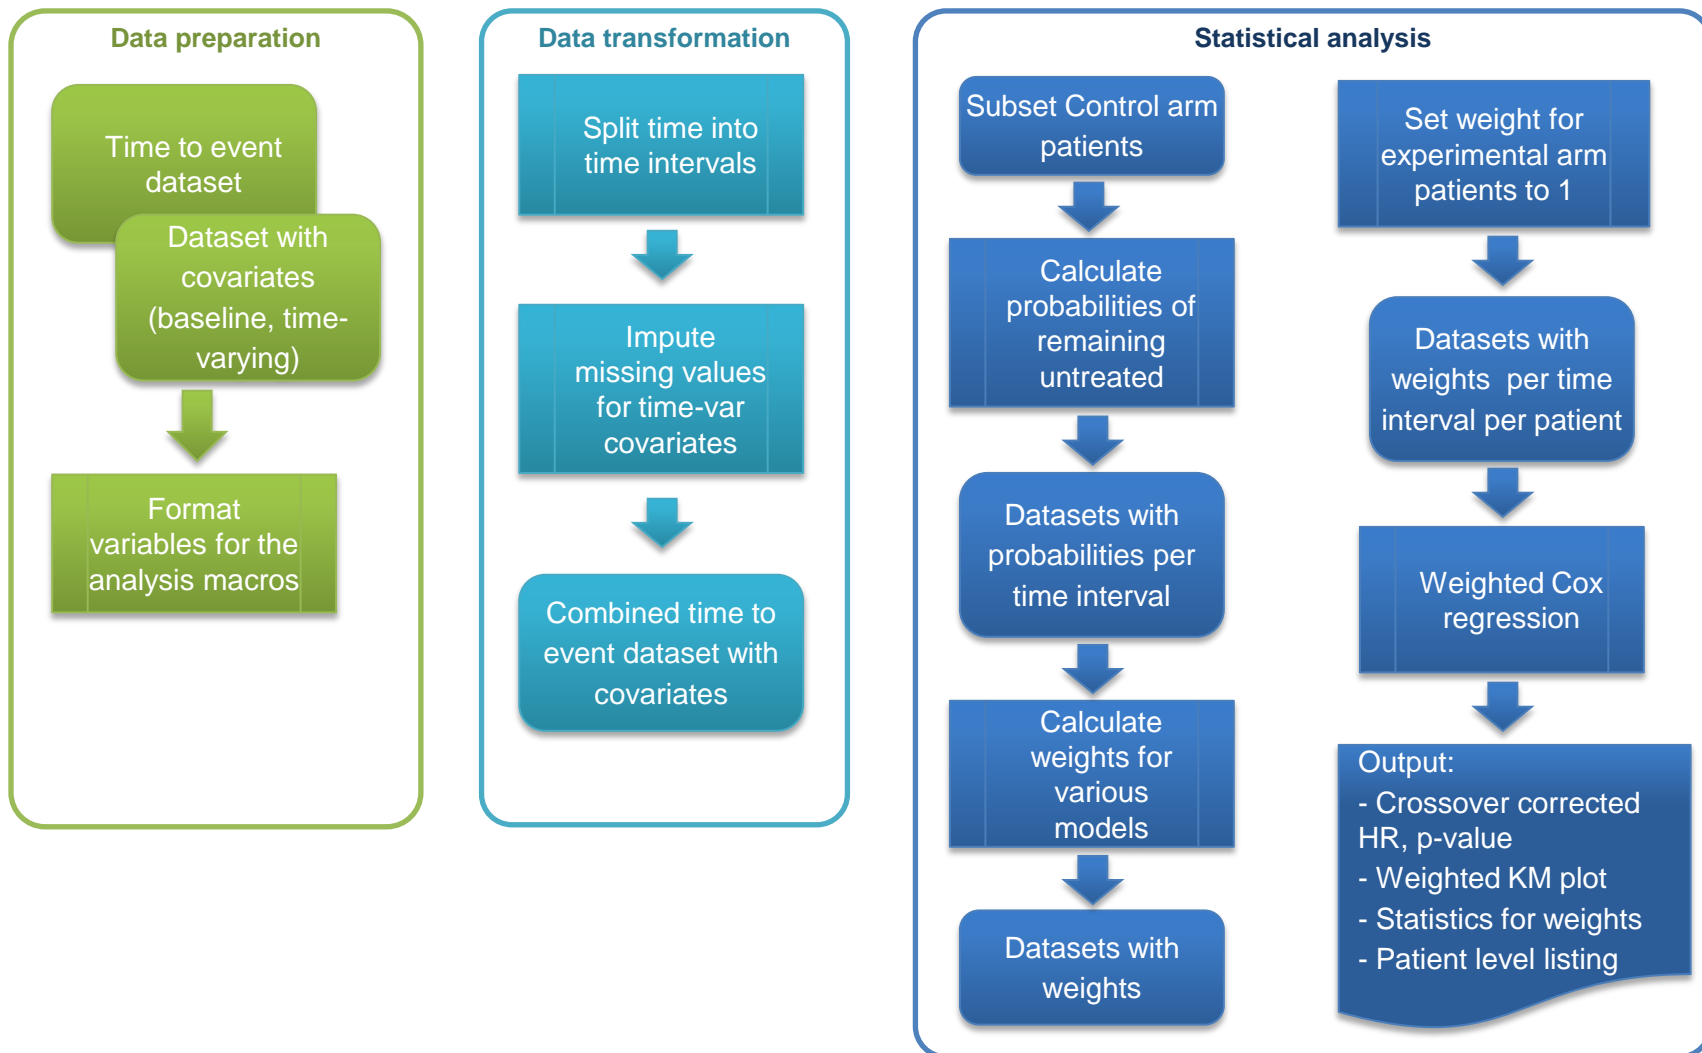 Data preparation
Time to event
dataset
Dataset with
covariates
(baseline, time-
varying)
Format
variables for the
analysis macros
Data transformation
Split time into
time intervals
Impute
missing values
for time-var
covariates
Combined time to
event dataset with
covariates
Statistical analysis
Subset Control arm
patients
Calculate
probabilities of
remaining
untreated
Datasets with
probabilities per
time interval
Calculate
weights for
various
models
Datasets with
weights
Set weight for
experimental arm
patients to 1
Datasets with
weights per time
interval per patient
Weighted Cox
regression
Output:
- Crossover corrected
HR, p-value
- Weighted KM plot
- Statistics for weights
- Patient level listing